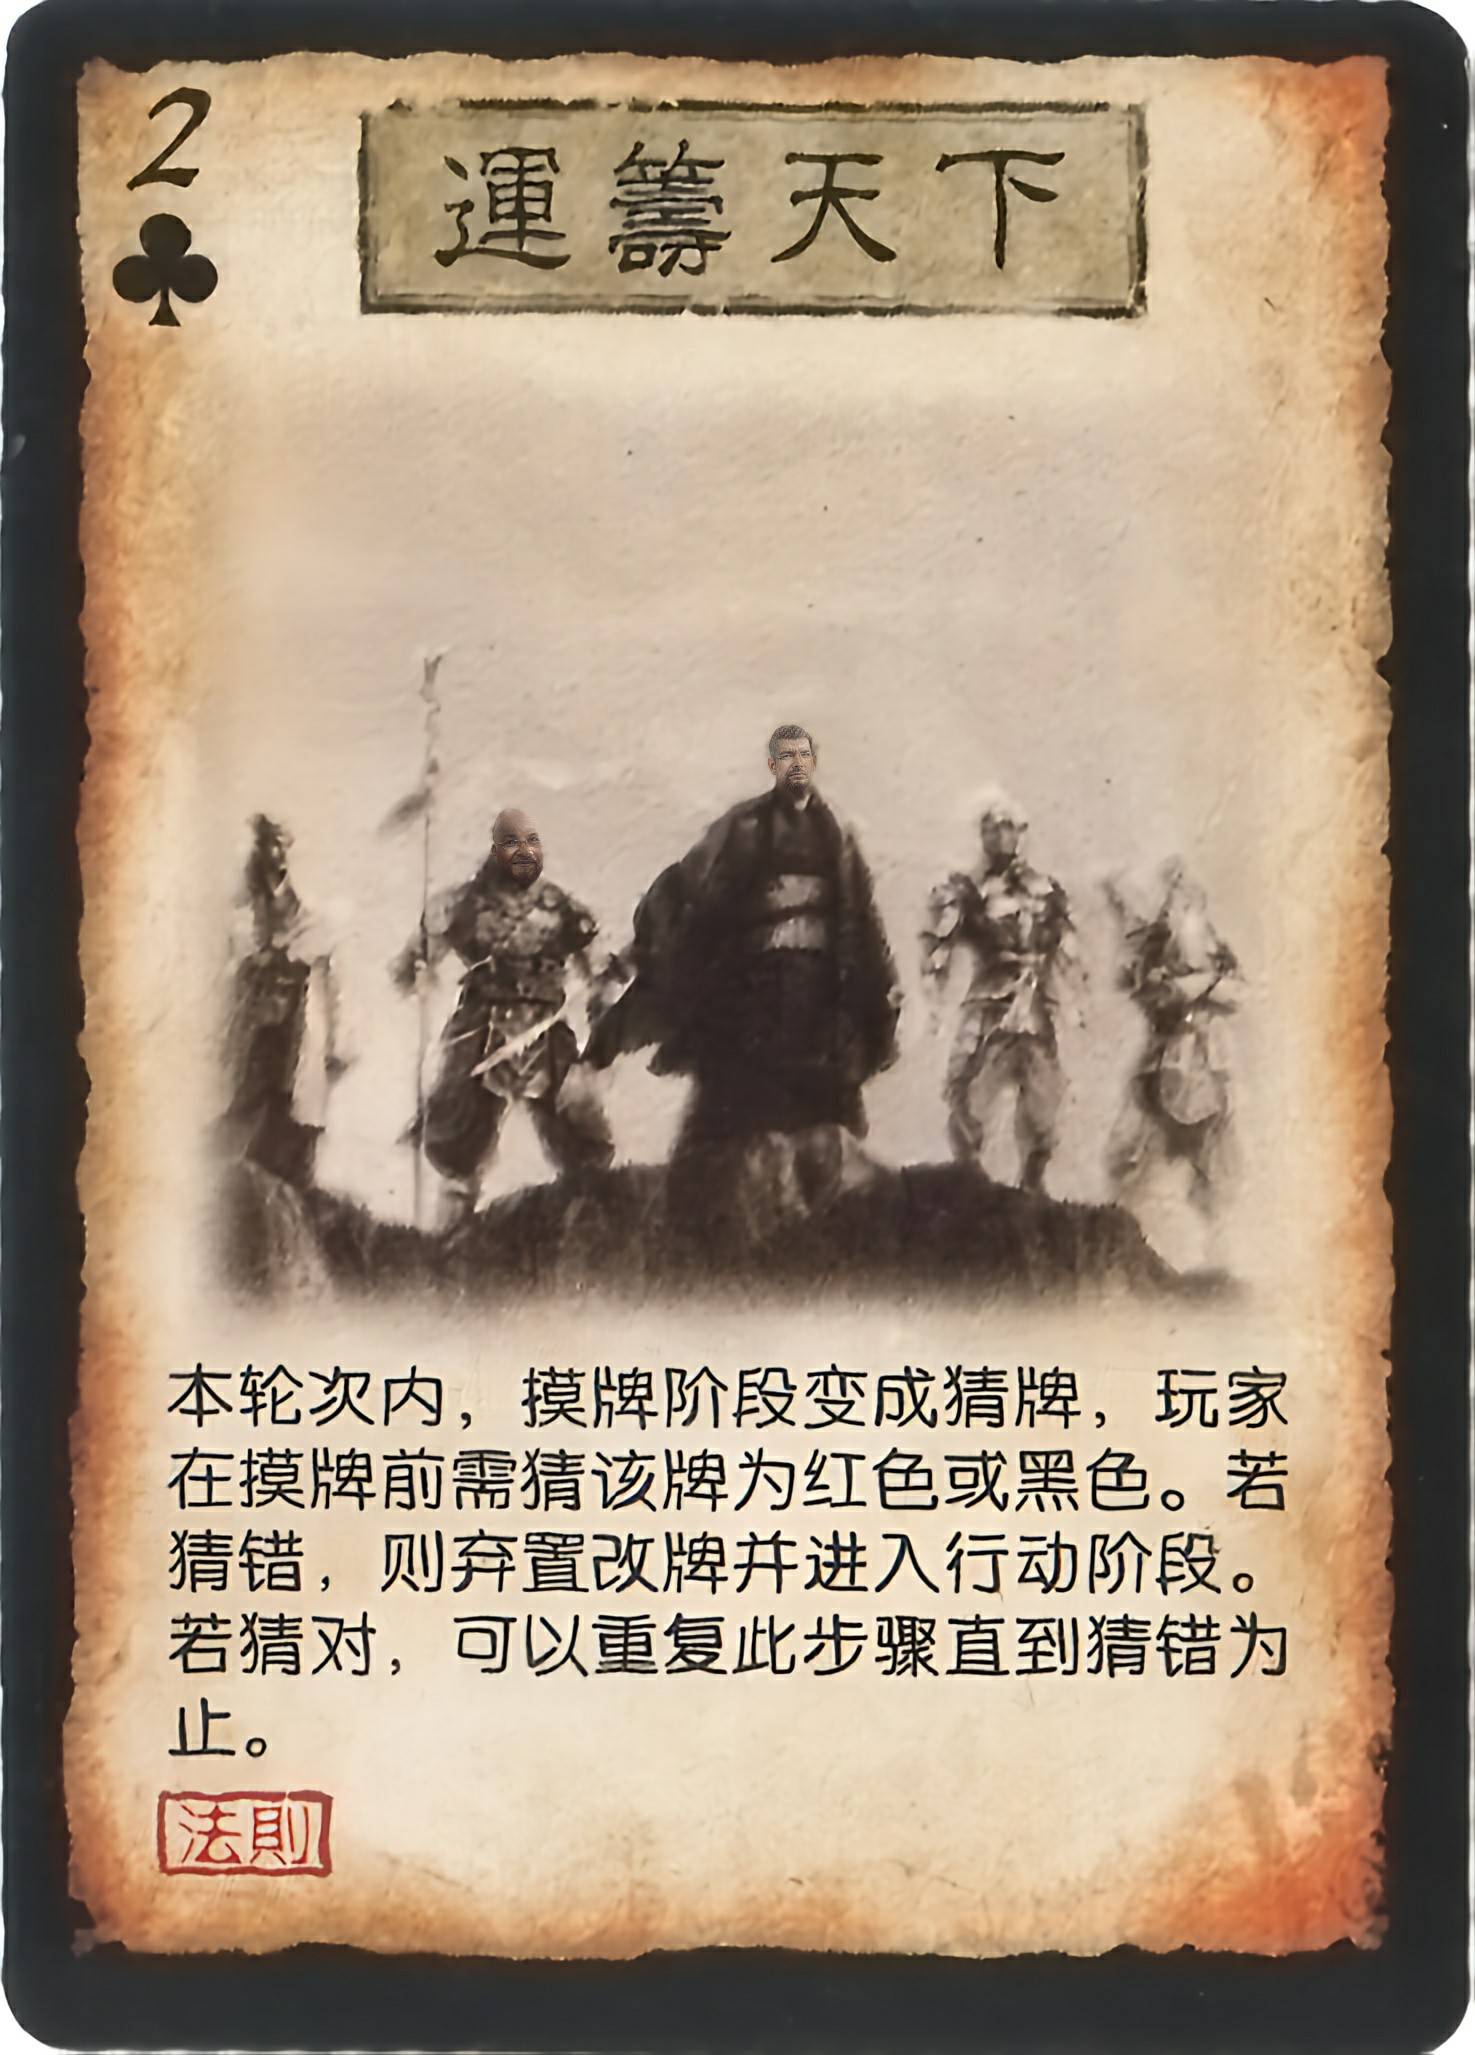 2
運籌天下
本轮次内，摸牌阶段变成猜牌，玩家
在摸牌前需猜该牌为红色或黑色。若
猜错，则弃置改牌并进入行动阶段。
若猜对，可以重复此步骤直到猜错为
止。
法則